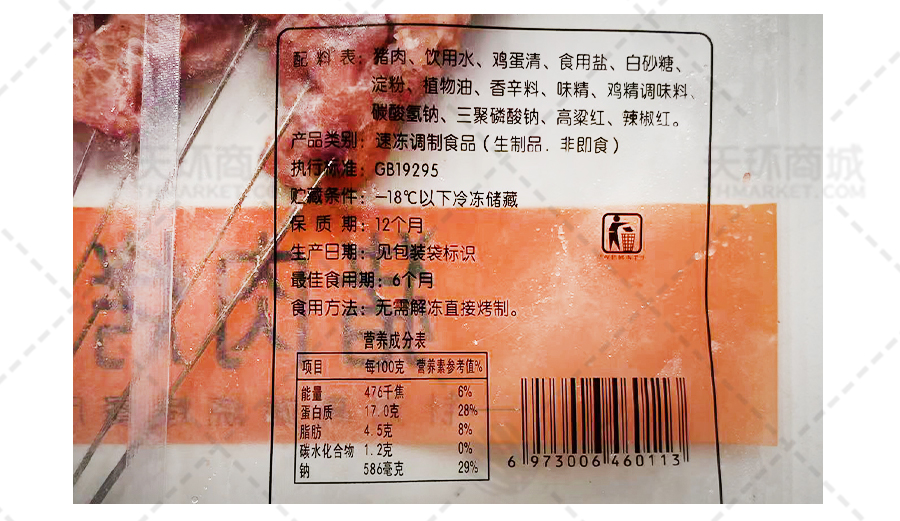 配 料 表：猪肉、饮用水、鸡蛋清、食用盐、白砂糖、
淀粉、植物油、香辛料、味精、鸡精调味料、
碳酸氢钠、三聚磷酸钠、高粱红、辣椒红。
产品类别：速冻调制食品（生制品．非即食）
执行标准：GB19295
贮藏条件：-18℃以下冷冻储藏
保 质 期：12个月
生产日期：见包装袋标识
最佳食用期：6个月
食用方法：无需解冻直接烤制。
营养成分表
项目 每100克 营养素参考值%
能量 476千焦 6%
蛋白质 17.0克 28%
脂肪 4.5克 8%
碳水化合物 1.2克 0%
钠 586毫克 29%
6 973006 460113
天环商城
THMARKET.COM
天环商城
THMARKET.COM